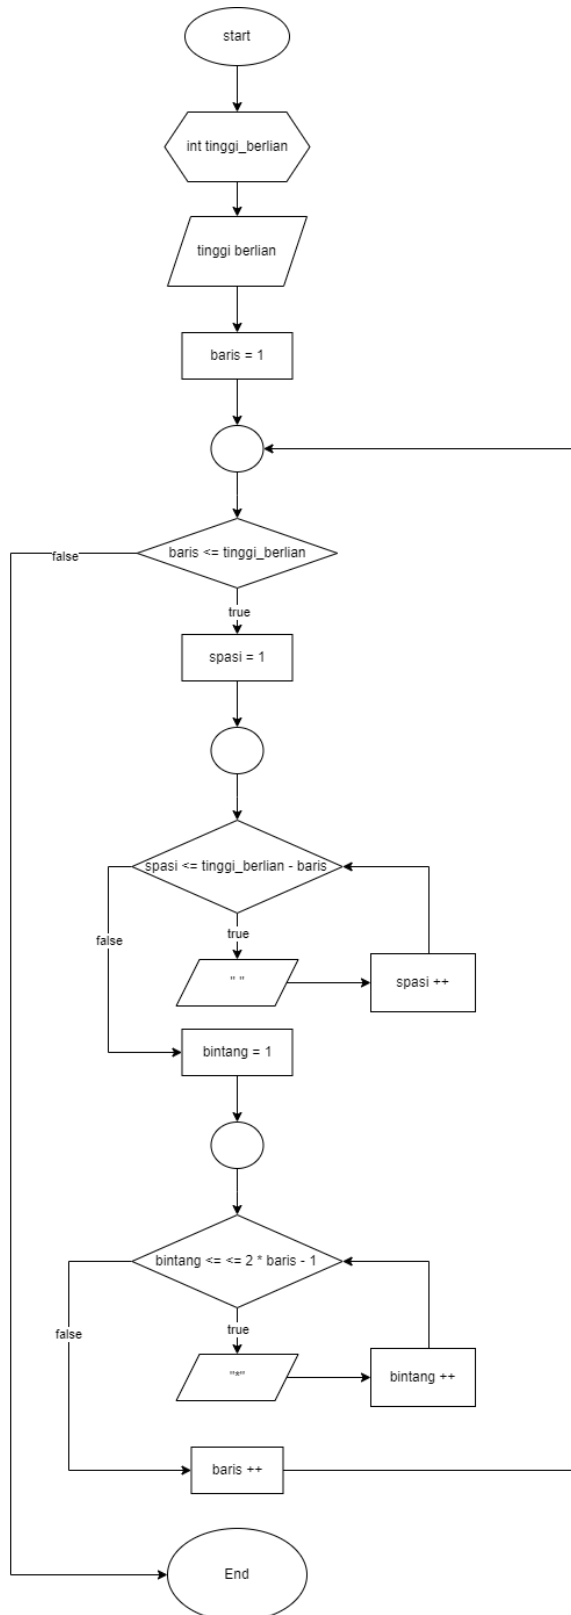 start
int tinggi_berlian
tinggi berlian
baris = 1
baris <= tinggi_berlian
false
true
spasi = 1
spasi <= tinggi_berlian - baris
false
true
" "
spasi ++
bintang = 1
bintang <= <= 2 * baris - 1
false
true
"*"
bintang ++
baris ++
End